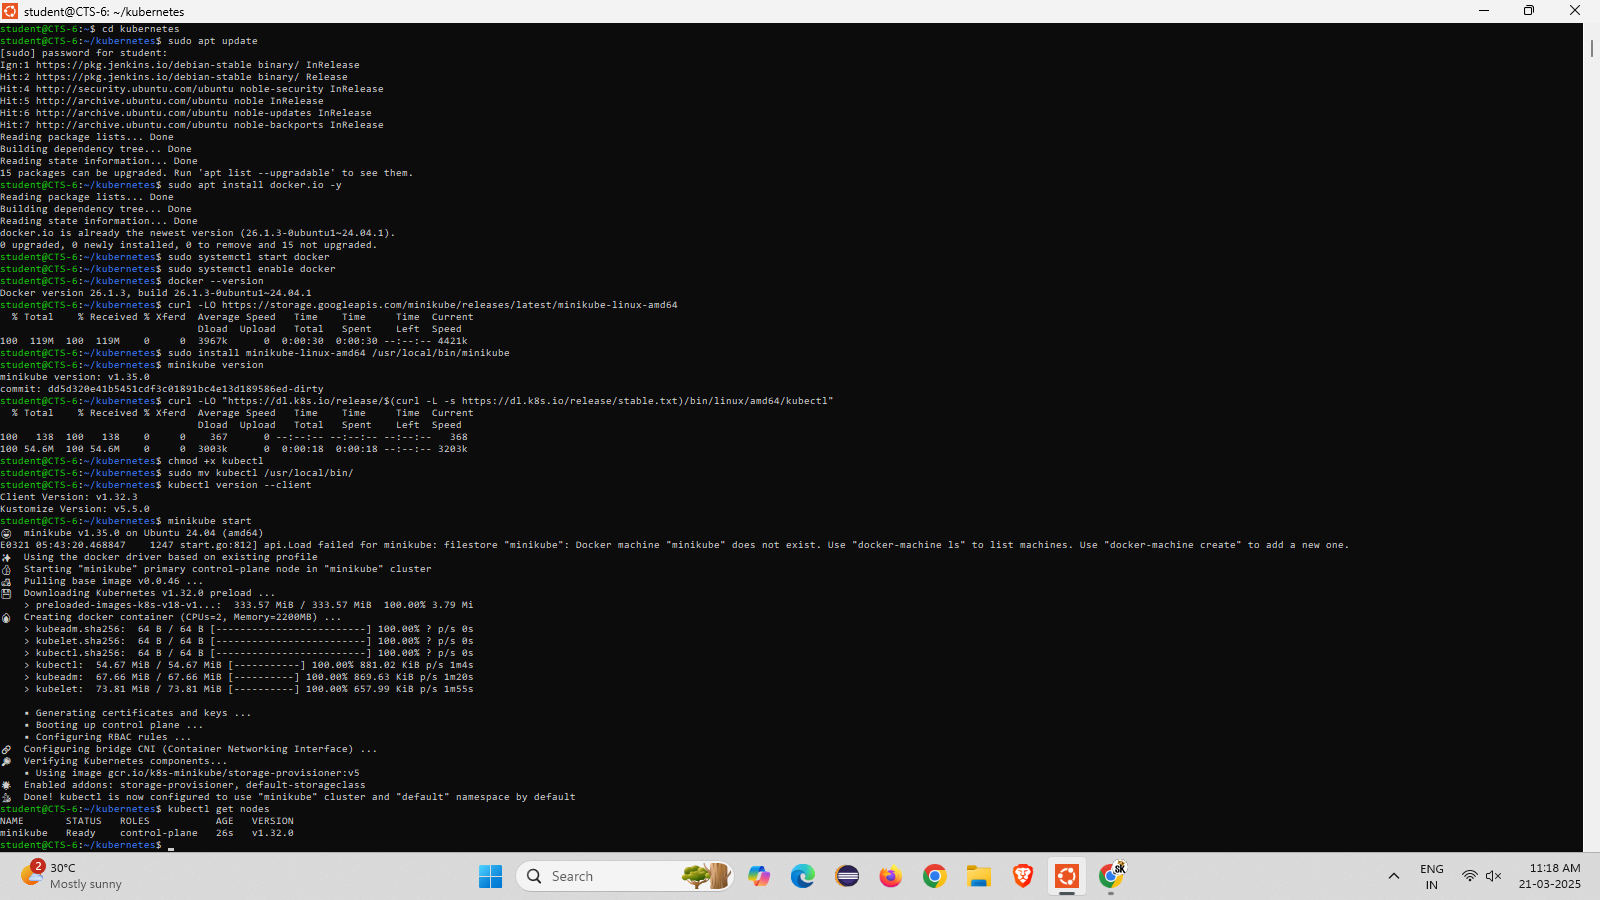 student@CTS-6: ~/kubernetes
student@CTS-6:~$ cd kubernetes
student@CTS-6:~/kubernetes$ sudo apt update
[sudo] password for student:
Ign:1 https://pkg.jenkins.io/debian-stable binary/ InRelease
Hit:2 https://pkg.jenkins.io/debian-stable binary/ Release
Hit:4 http://security.ubuntu.com/ubuntu noble-security InRelease
Hit:5 http://archive.ubuntu.com/ubuntu noble InRelease
Hit:6 http://archive.ubuntu.com/ubuntu noble-updates InRelease
Hit:7 http://archive.ubuntu.com/ubuntu noble-backports InRelease
Reading package lists... Done
Building dependency tree... Done
Reading state information... Done
15 packages can be upgraded. Run 'apt list --upgradable' to see them.
student@CTS-6:~/kubernetes$ sudo apt install docker.io -y
Reading package lists... Done
Building dependency tree... Done
Reading state information... Done
docker.io is already the newest version (26.1.3-0ubuntu1~24.04.1).
0 upgraded, 0 newly installed, 0 to remove and 15 not upgraded.
student@CTS-6:~/kubernetes$ sudo systemctl start docker
student@CTS-6:~/kubernetes$ sudo systemctl enable docker
student@CTS-6:~/kubernetes$ docker --version
Docker version 26.1.3, build 26.1.3-0ubuntu1~24.04.1
student@CTS-6:~/kubernetes$ curl -LO https://storage.googleapis.com/minikube/releases/latest/minikube-linux-amd64
  % Total    % Received % Xferd  Average Speed   Time    Time     Time  Current
                                 Dload  Upload   Total   Spent    Left  Speed
100  119M  100  119M    0     0  3967k      0  0:00:30  0:00:30 --:--:-- 4421k
student@CTS-6:~/kubernetes$ sudo install minikube-linux-amd64 /usr/local/bin/minikube
student@CTS-6:~/kubernetes$ minikube version
minikube version: v1.35.0
commit: dd5d320e41b5451cdf3c01891bc4e13d189586ed-dirty
student@CTS-6:~/kubernetes$ curl -LO "https://dl.k8s.io/release/$(curl -L -s https://dl.k8s.io/release/stable.txt)/bin/linux/amd64/kubectl"
  % Total    % Received % Xferd  Average Speed   Time    Time     Time  Current
                                 Dload  Upload   Total   Spent    Left  Speed
100   138  100   138    0     0    367      0 --:--:-- --:--:-- --:--:--   368
100 54.6M  100 54.6M    0     0  3003k      0  0:00:18  0:00:18 --:--:-- 3203k
student@CTS-6:~/kubernetes$ chmod +x kubectl
student@CTS-6:~/kubernetes$ sudo mv kubectl /usr/local/bin/
student@CTS-6:~/kubernetes$ kubectl version --client
Client Version: v1.32.3
Kustomize Version: v5.5.0
student@CTS-6:~/kubernetes$ minikube start
minikube v1.35.0 on Ubuntu 24.04 (amd64)
E0321 05:43:20.468847    1247 start.go:812] api.Load failed for minikube: filestore "minikube": Docker machine "minikube" does not exist. Use "docker-machine ls" to list machines. Use "docker-machine create" to add a new one.
Using the docker driver based on existing profile
Starting "minikube" primary control-plane node in "minikube" cluster
Pulling base image v0.0.46 ...
Downloading Kubernetes v1.32.0 preload ...
    > preloaded-images-k8s-v18-v1...:  333.57 MiB / 333.57 MiB  100.00% 3.79 Mi
Creating docker container (CPUs=2, Memory=2200MB) ...
    > kubeadm.sha256:  64 B / 64 B [-------------------------] 100.00% ? p/s 0s
    > kubelet.sha256:  64 B / 64 B [-------------------------] 100.00% ? p/s 0s
    > kubectl.sha256:  64 B / 64 B [-------------------------] 100.00% ? p/s 0s
    > kubectl:  54.67 MiB / 54.67 MiB [-----------] 100.00% 881.02 KiB p/s 1m4s
    > kubeadm:  67.66 MiB / 67.66 MiB [----------] 100.00% 869.63 KiB p/s 1m20s
    > kubelet:  73.81 MiB / 73.81 MiB [----------] 100.00% 657.99 KiB p/s 1m55s
    ▪ Generating certificates and keys ...
    ▪ Booting up control plane ...
    ▪ Configuring RBAC rules ...
Configuring bridge CNI (Container Networking Interface) ...
Verifying Kubernetes components...
    ▪ Using image gcr.io/k8s-minikube/storage-provisioner:v5
Enabled addons: storage-provisioner, default-storageclass
Done! kubectl is now configured to use "minikube" cluster and "default" namespace by default
student@CTS-6:~/kubernetes$ kubectl get nodes
NAME       STATUS   ROLES           AGE   VERSION
minikube   Ready    control-plane   26s   v1.32.0
student@CTS-6:~/kubernetes$
2
30°C
Mostly sunny
Search
SK
ENG
IN
11:18 AM
21-03-2025